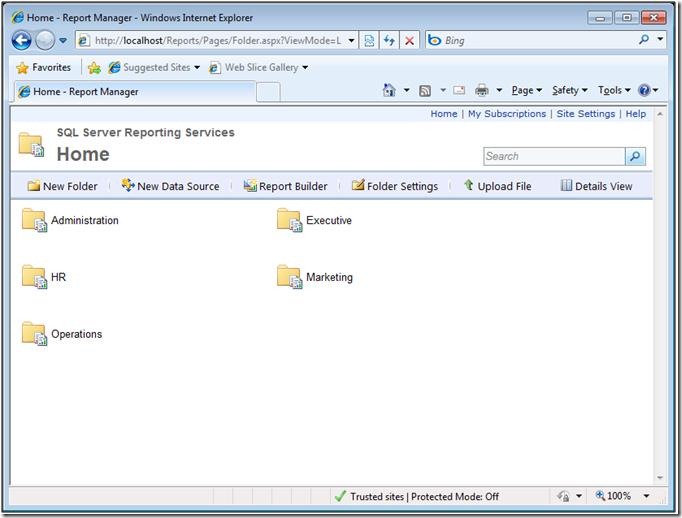 Home - Report Manager - Windows Internet Explorer
http://localhost/Reports/Pages/Folder.aspx?ViewMode=L
Bing
Favorites Suggested Sites Web Slice Gallery
Home - Report Manager Page Safety Tools
Home | My Subscriptions | Site Settings | Help
SQL Server Reporting Services
Home
Search
New Folder New Data Source Report Builder Folder Settings Upload File Details View
Administration Executive
HR Marketing
Operations
Trusted sites | Protected Mode: Off 100%